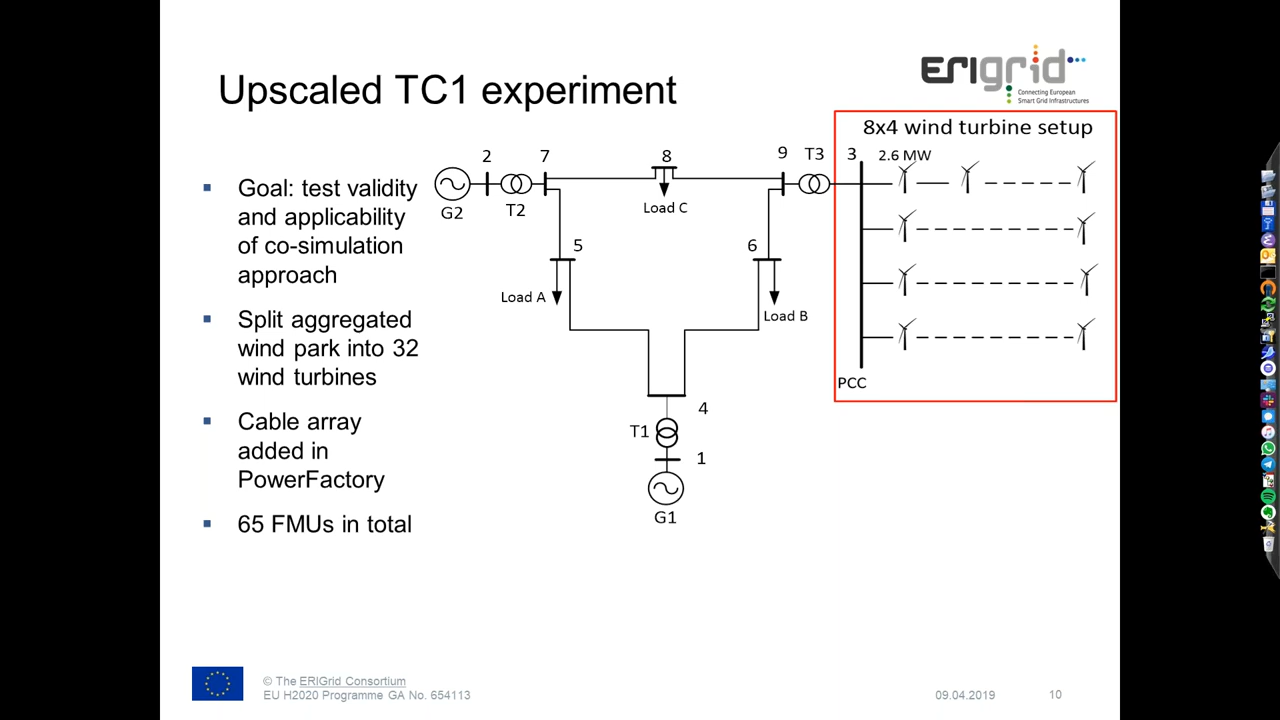 Upscaled TC1 experiment
ERIgrid
Connecting European
Smart Grid Infrastructures
▪ Goal: test validity
and applicability
of co-simulation
approach
▪ Split aggregated
wind park into 32
wind turbines
▪ Cable array
added in
PowerFactory
▪ 65 FMUs in total
8x4 wind turbine setup
2 7 8 9 T3 3 2.6 MW
G2 T2 Load C
5 6
Load A Load B
PCC
4
T1
1
G1
© The ERIGrid Consortium
EU H2020 Programme GA No. 654113
09.04.2019 10